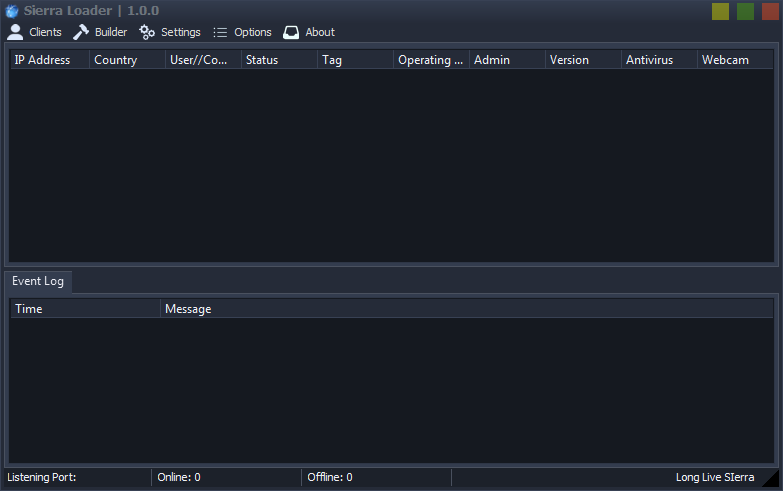 Sierra Loader | 1.0.0
Clients Builder Settings Options About
IP Address Country User//Co... Status Tag Operating ... Admin Version Antivirus Webcam
Event Log
Time Message
Listening Port: Online: 0 Offline: 0 Long Live SIerra